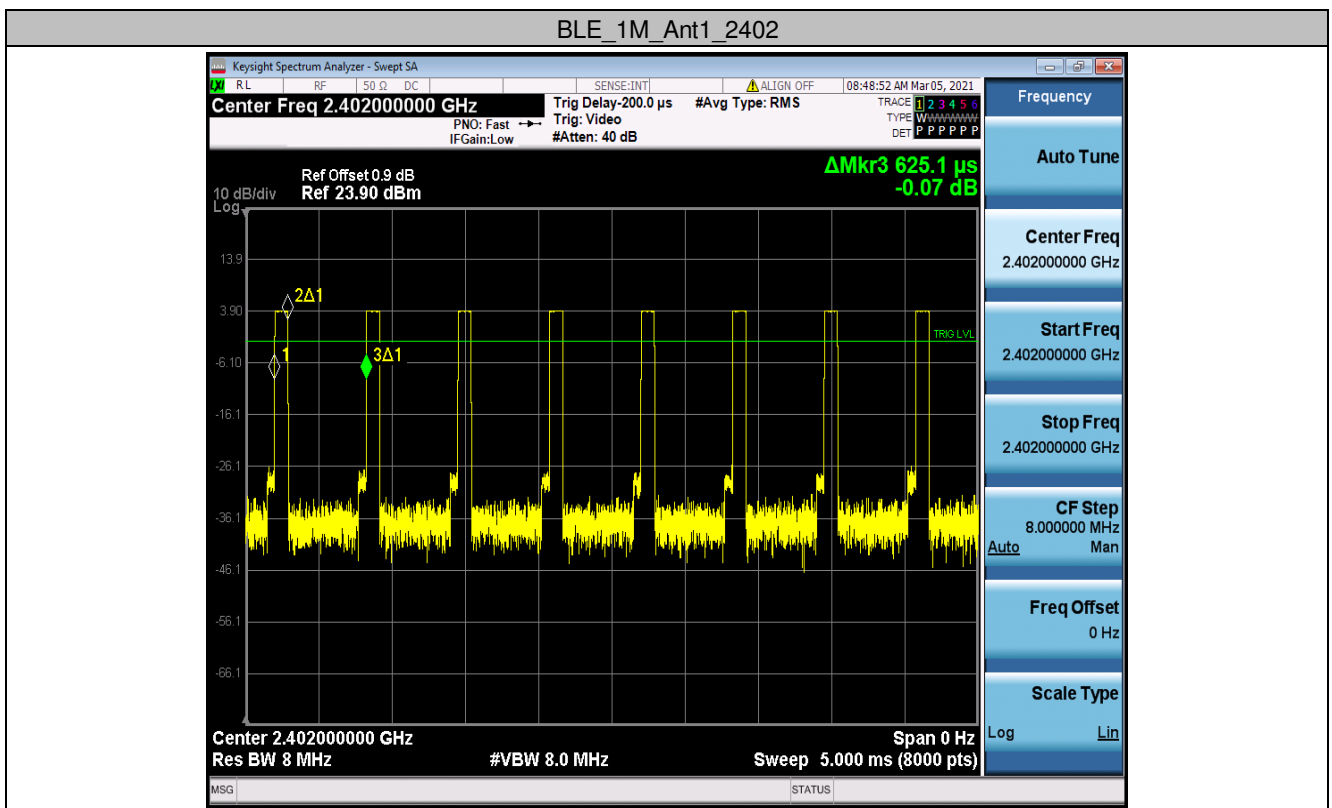 BLE_1M_Ant1_2402
Keysight Spectrum Analyzer - Swept SA
LXI RL RF 50 Ω DC SENSE:INT ALIGN OFF 08:48:52 AM Mar 05, 2021
Center Freq 2.402000000 GHz
PNO: Fast
IFGain:Low
Trig Delay-200.0 µs
Trig: Video
#Atten: 40 dB
#Avg Type: RMS
TRACE 1 2 3 4 5 6
TYPE WWWWWW
DET P P P P P P
ΔMkr3 625.1 µs
-0.07 dB
Ref Offset 0.9 dB
10 dB/div Ref 23.90 dBm
Log
13.9
3.90
-6.10
-16.1
-26.1
-36.1
-46.1
-56.1
-66.1
2Δ1
1
3Δ1
TRIG LVL
Center 2.402000000 GHz Span 0 Hz
Res BW 8 MHz #VBW 8.0 MHz Sweep 5.000 ms (8000 pts)
MSG STATUS
Frequency
Auto Tune
Center Freq
2.402000000 GHz
Start Freq
2.402000000 GHz
Stop Freq
2.402000000 GHz
CF Step
8.000000 MHz
Auto Man
Freq Offset
0 Hz
Scale Type
Log Lin